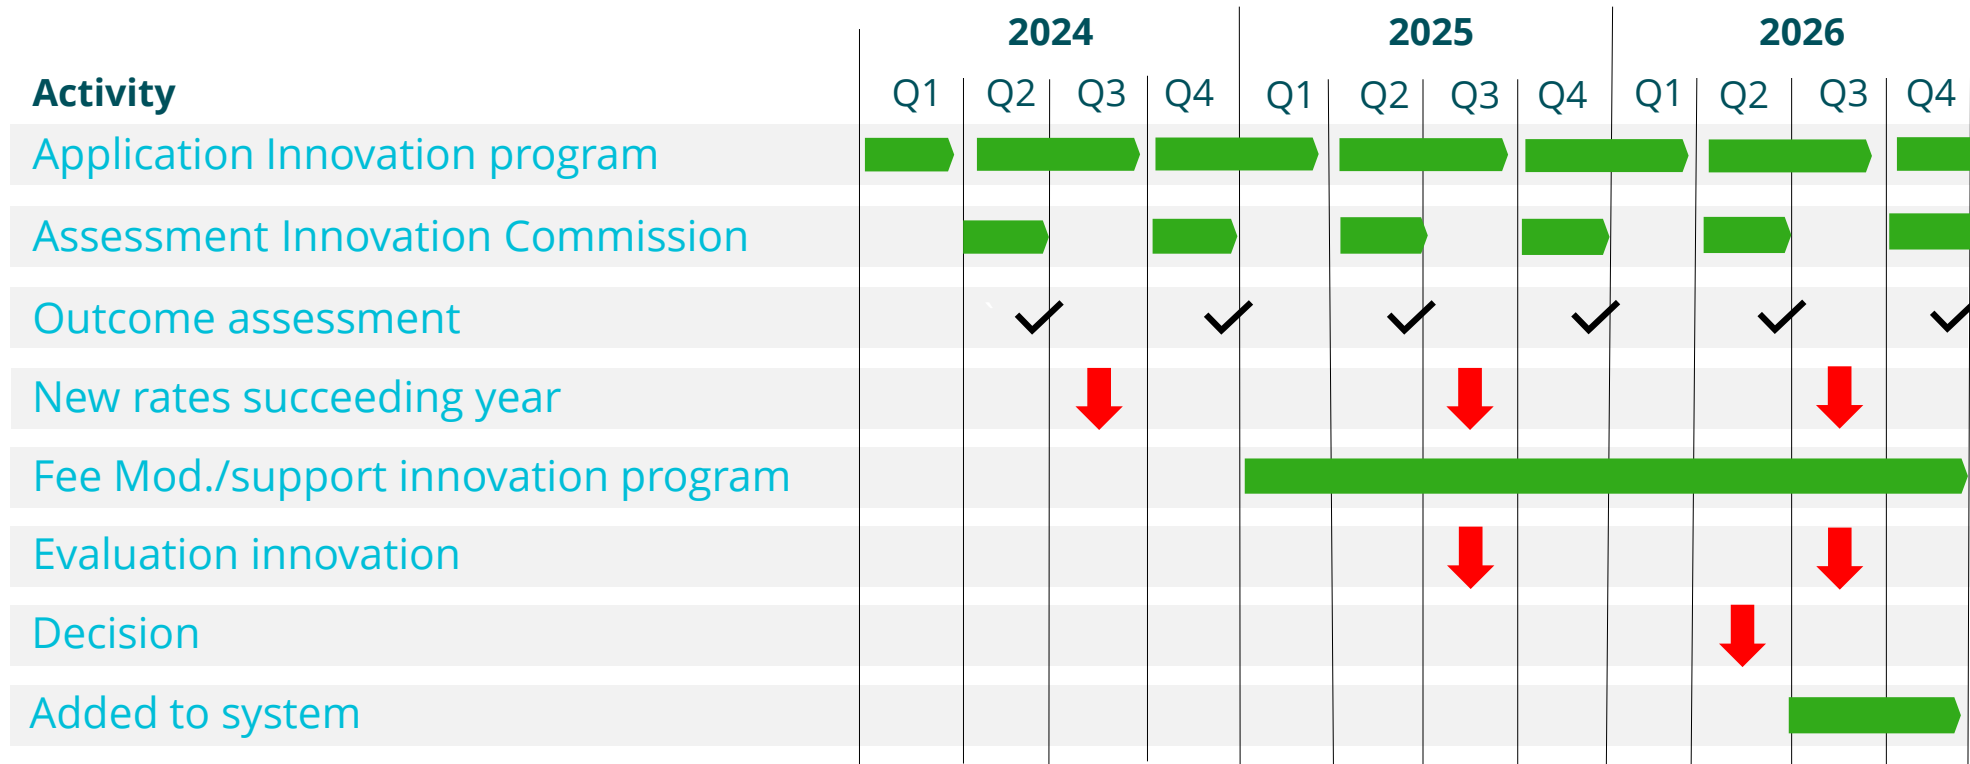 2024 2025 2026
Activity Q1 Q2 Q3 Q4 Q1 Q2 Q3 Q4 Q1 Q2 Q3 Q4
Application Innovation program
Assessment Innovation Commission
Outcome assessment
New rates succeeding year
Fee Mod./support innovation program
Evaluation innovation
Decision
Added to system